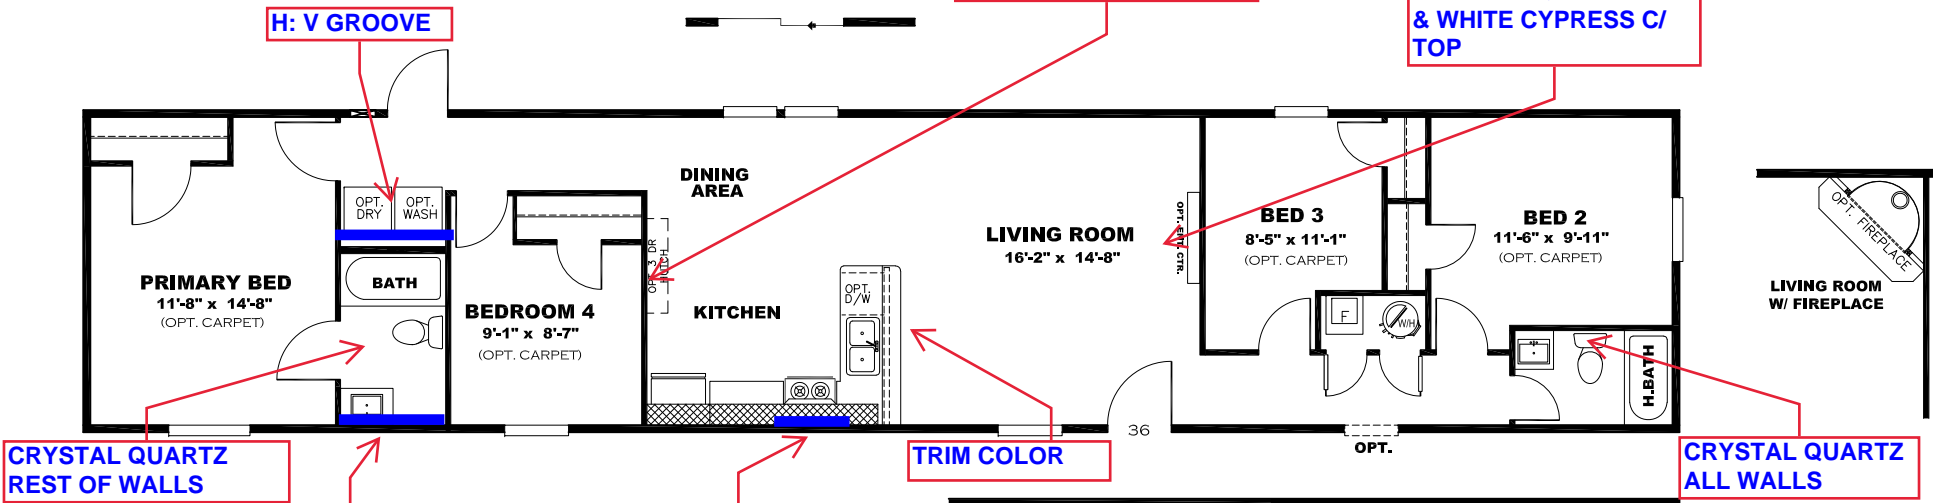 H: V GROOVE
& WHITE CYPRESS C/
TOP
OPT.
DRY
OPT.
WASH
DINING
AREA
OPT 3 DR
HUTCH
LIVING ROOM
16'-2" x 14'-8"
OPT. ENT. CTR.
BED 3
8'-5" x 11'-1"
(OPT. CARPET)
BED 2
11'-6" x 9'-11"
(OPT. CARPET)
OPT. FIREPLACE
LIVING ROOM
W/ FIREPLACE
PRIMARY BED
11'-8" x 14'-8"
(OPT. CARPET)
BATH
BEDROOM 4
9'-1" x 8'-7"
(OPT. CARPET)
KITCHEN
OPT.
D/W
F
W/H
H.BATH
36
OPT.
CRYSTAL QUARTZ
REST OF WALLS
TRIM COLOR
CRYSTAL QUARTZ
ALL WALLS